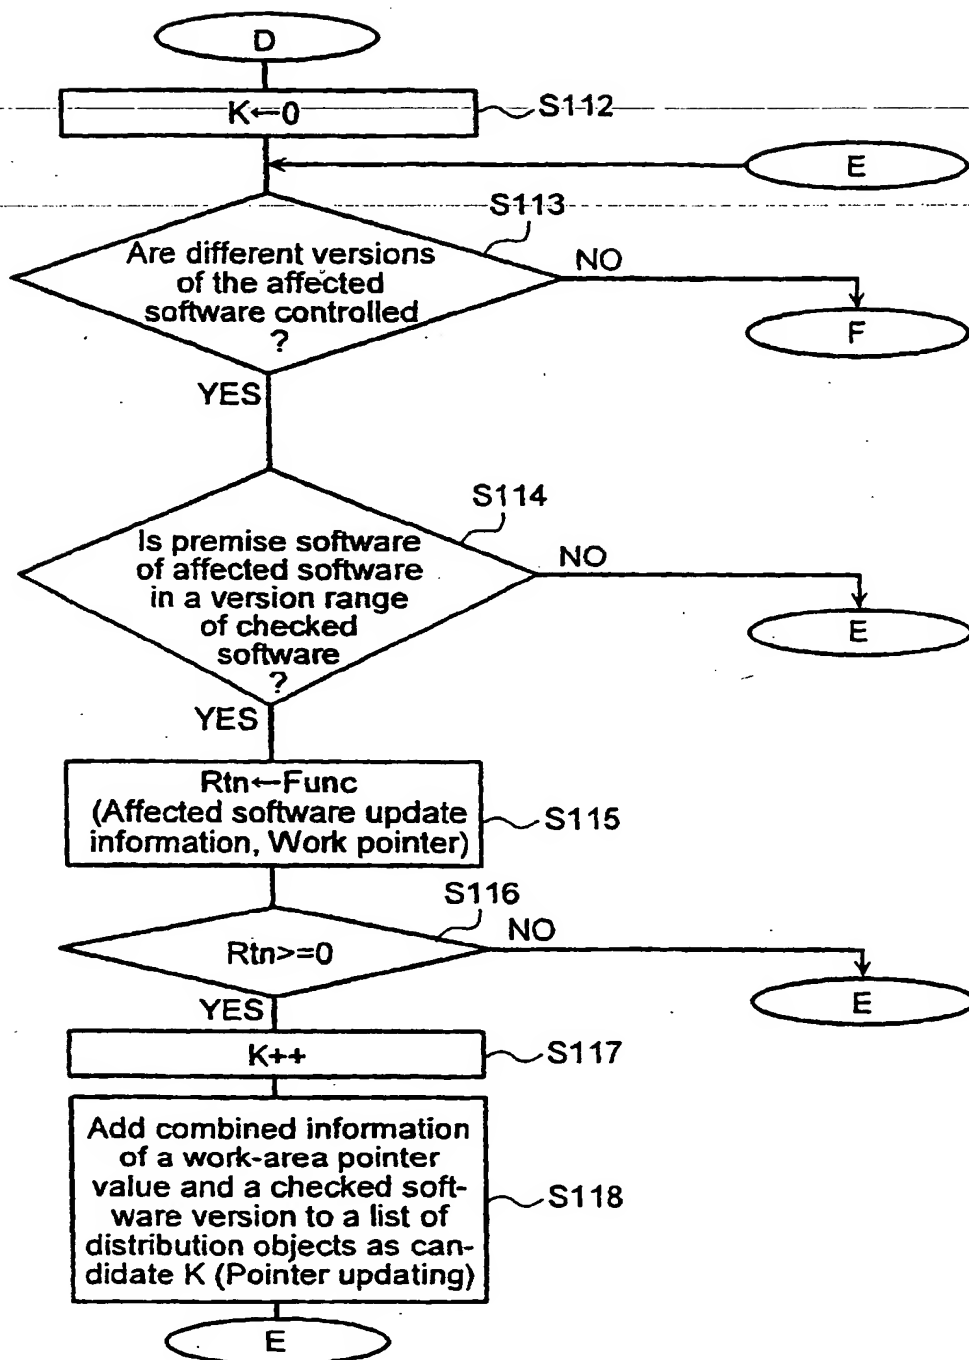 D
K←0
S112
E
S113
Are different versions
of the affected
software controlled
?
NO
F
YES
S114
Is premise software
of affected software
in a version range
of checked
software
?
NO
E
YES
Rtn←Func
(Affected software update
information, Work pointer)
S115
S116
Rtn>=0
NO
E
YES
K++
S117
Add combined information
of a work-area pointer
value and a checked soft-
ware version to a list of
distribution objects as can-
didate K (Pointer updating)
S118
E